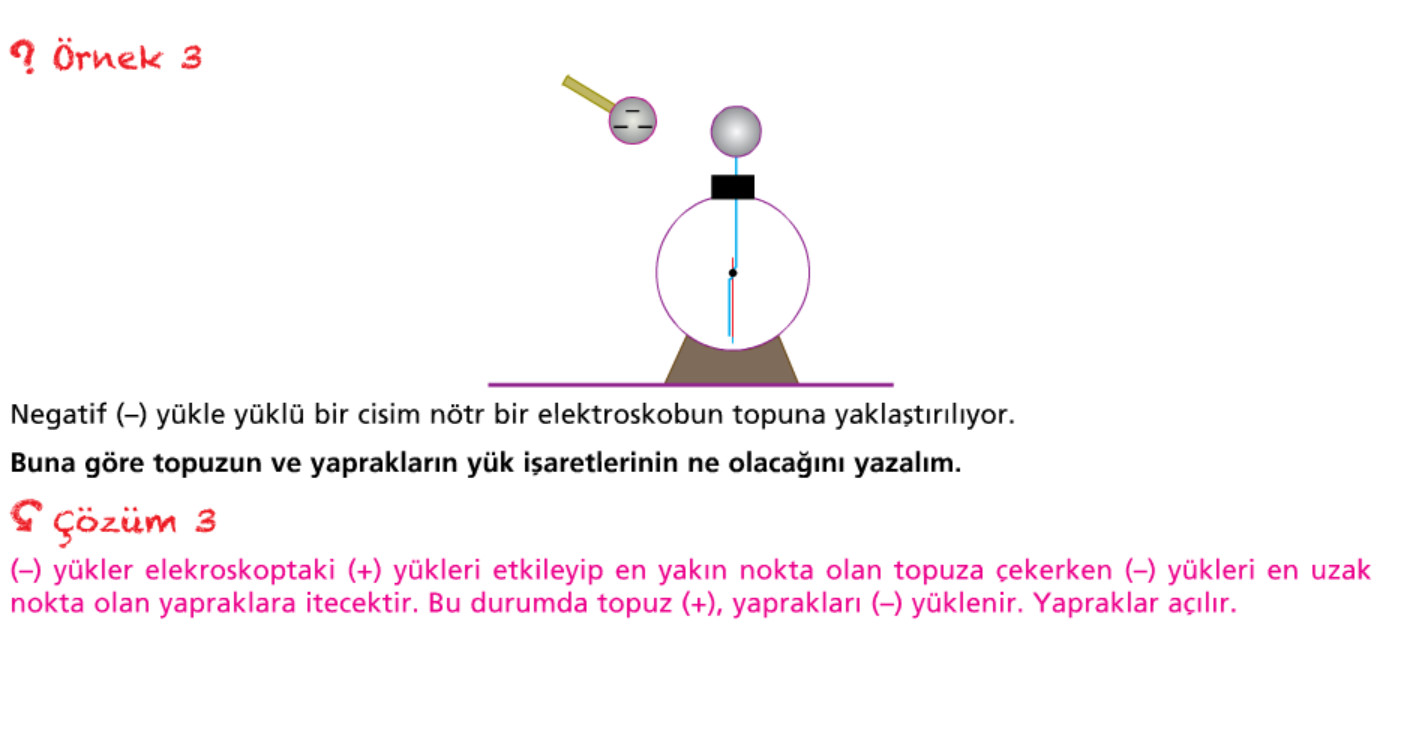 ? Örnek 3
Negatif (–) yükle yüklü bir cisim nötr bir elektroskobun topuna yaklaştırılıyor.
Buna göre topuzun ve yaprakların yük işaretlerinin ne olacağını yazalım.
Çözüm 3
(–) yükler elekroskoptaki (+) yükleri etkileyip en yakın nokta olan topuza çekerken (–) yükleri en uzak
nokta olan yapraklara itecektir. Bu durumda topuz (+), yaprakları (–) yüklenir. Yapraklar açılır.